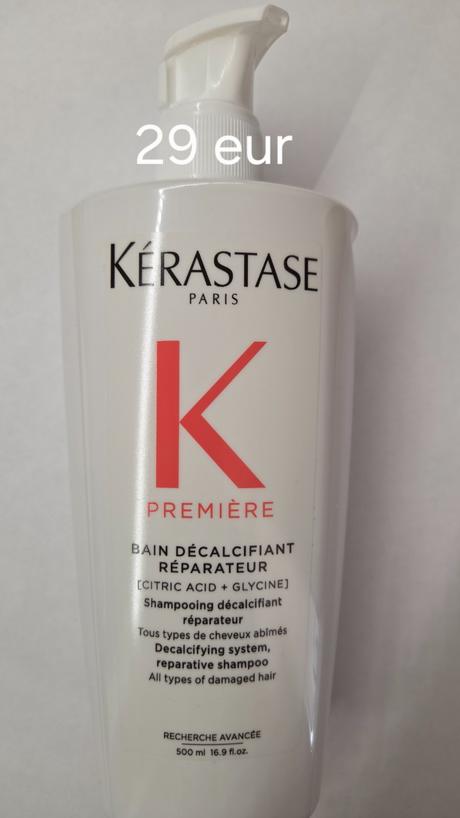 29 eur
KÉRASTASE
PARIS
K
PREMIÈRE
BAIN DÉCALCIFIANT
RÉPARATEUR
[CITRIC ACID + GLYCINE]
Shampooing décalcifiant
réparateur
Tous types de cheveux abîmés
Decalcifying system,
reparative shampoo
All types of damaged hair
RECHERCHE AVANCÉE
500 ml 16.9 fl.oz.